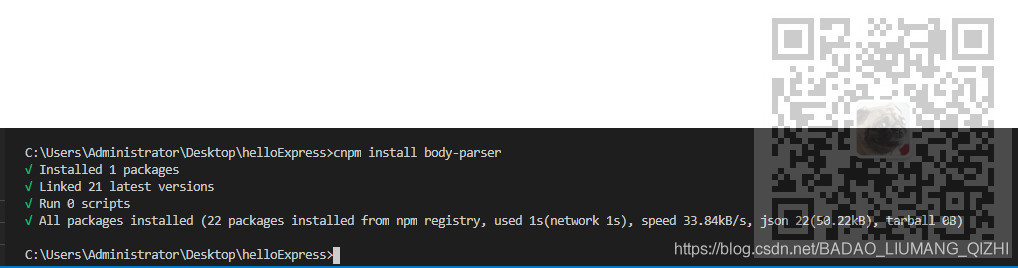 C:\Users\Administrator\Desktop\helloExpress>cnpm install body-parser
√ Installed 1 packages
√ Linked 21 latest versions
√ Run 0 scripts
√ All packages installed (22 packages installed from npm registry, used 1s(network 1s), speed 33.84kB/s, json 22(50.22kB), tarball 0B)
C:\Users\Administrator\Desktop\helloExpress>
https://blog.csdn.net/BADAO_LIUMANG_QIZHI